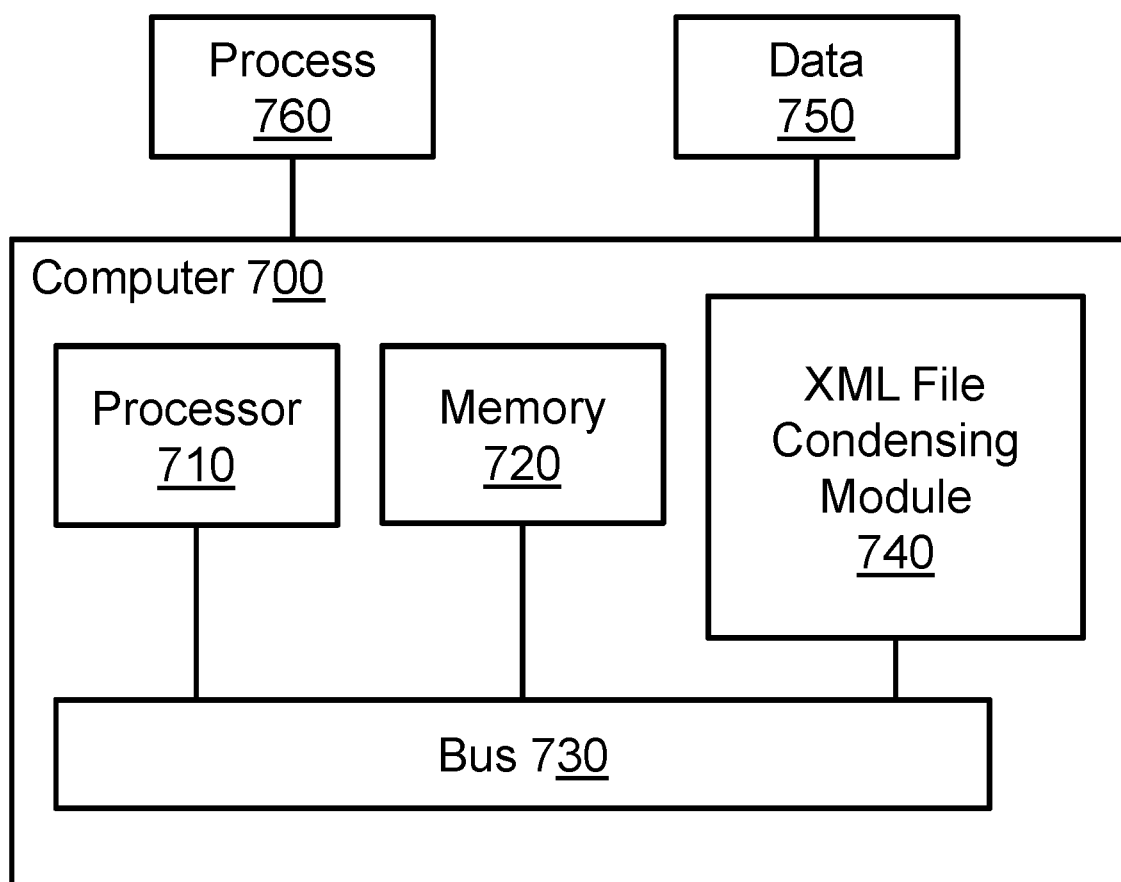 Process
760
Data
750
Computer 700
Processor
710
Memory
720
XML File
Condensing
Module
740
Bus 730